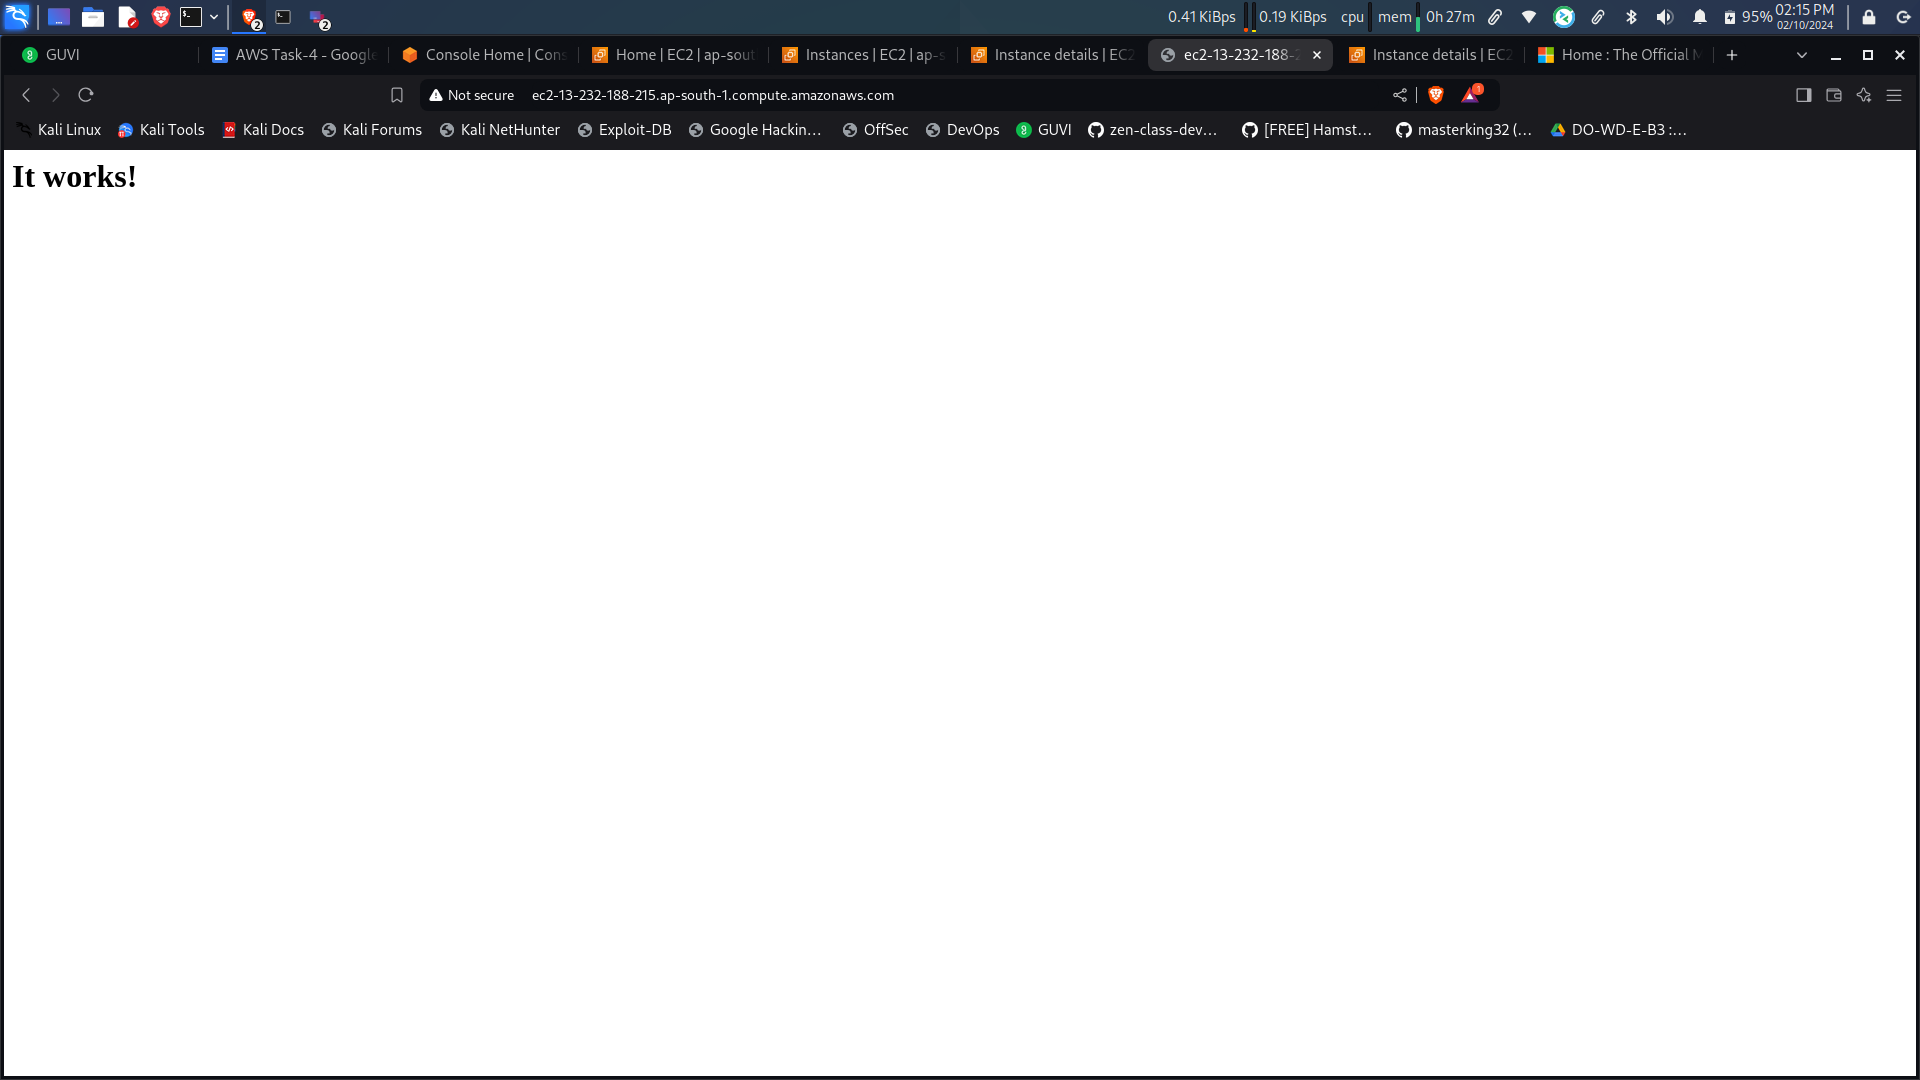 0.41 KiBps 0.19 KiBps cpu mem 0h 27m 95% 02:15 PM
02/10/2024
GUVI AWS Task-4 - Google Console Home | Cons Home | EC2 | ap-sout Instances | EC2 | ap-s Instance details | EC2 ec2-13-232-188-2 Instance details | EC2 Home : The Official M
Not secure ec2-13-232-188-215.ap-south-1.compute.amazonaws.com 1
Kali Linux Kali Tools Kali Docs Kali Forums Kali NetHunter Exploit-DB Google Hackin... OffSec DevOps GUVI zen-class-dev... [FREE] Hamst... masterking32 (... DO-WD-E-B3 :...
It works!